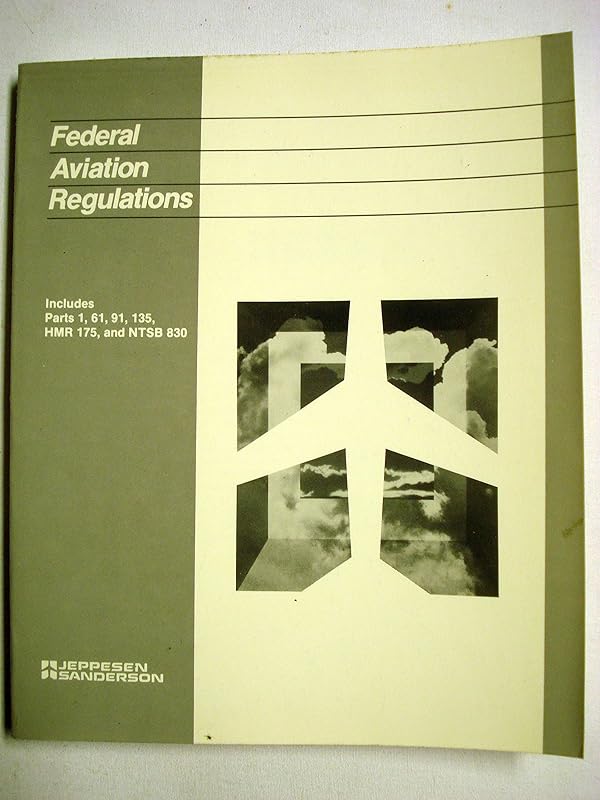 Federal
Aviation
Regulations
Includes
Parts 1, 61, 91, 135,
HMR 175, and NTSB 830
JEPPESEN
SANDERSON